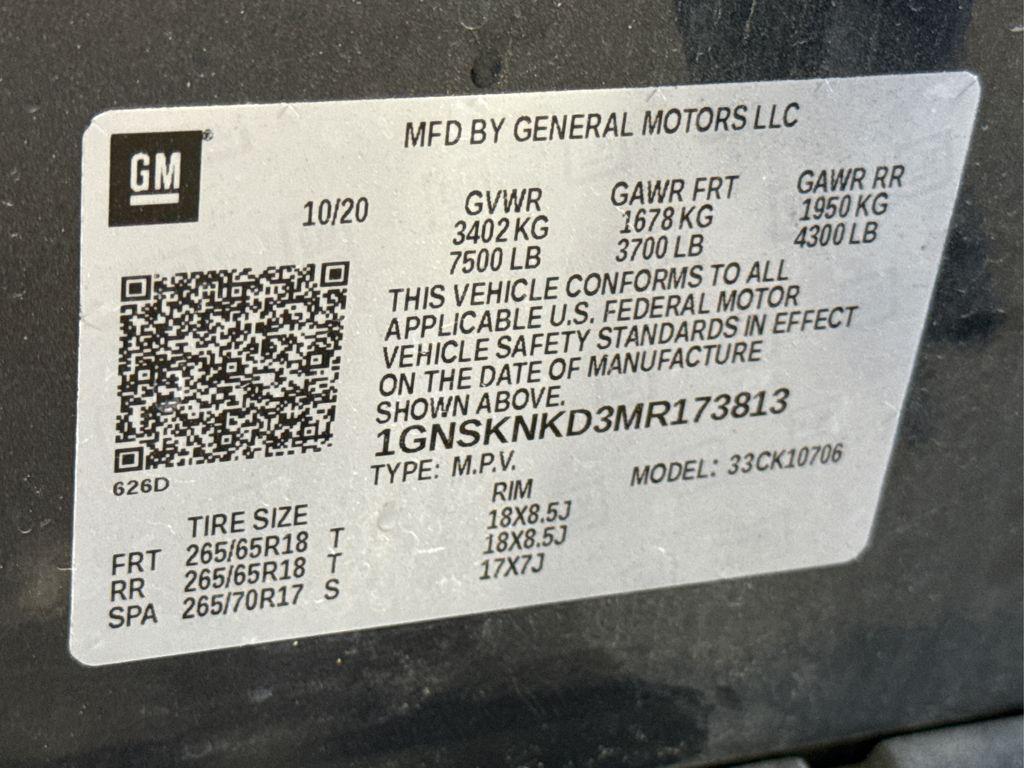 GM®
MFD BY GENERAL MOTORS LLC
10/20
GVWR GAWR FRT GAWR RR
3402 KG 1678 KG 1950 KG
7500 LB 3700 LB 4300 LB
THIS VEHICLE CONFORMS TO ALL
APPLICABLE U.S. FEDERAL MOTOR
VEHICLE SAFETY STANDARDS IN EFFECT
ON THE DATE OF MANUFACTURE
SHOWN ABOVE.
1GNSKNKD3MR173813
TYPE: M.P.V. MODEL: 33CK10706
626D
TIRE SIZE RIM
FRT 265/65R18 T 18X8.5J
RR 265/65R18 T 18X8.5J
SPA 265/70R17 S 17X7J